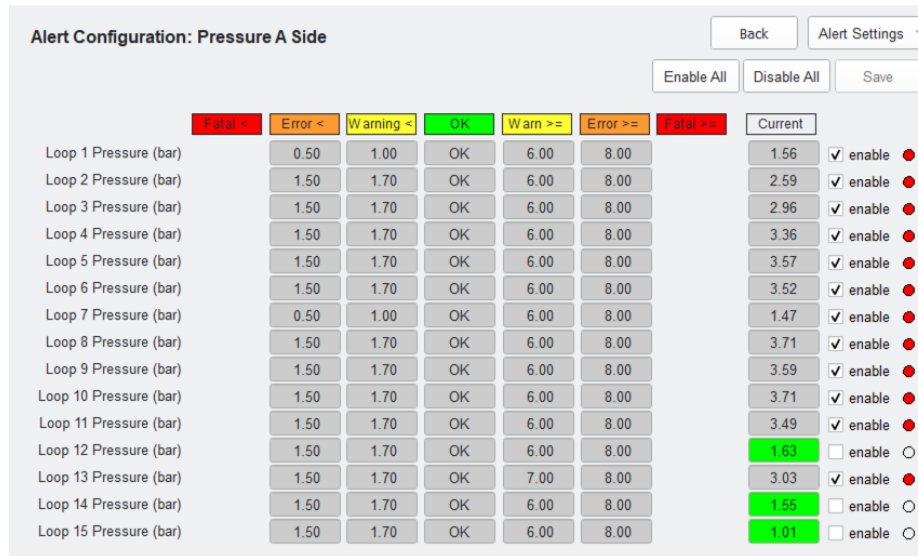 Alert Configuration: Pressure A Side
Back
Alert Settings
Enable All
Disable All
Save
Fatal < Error < Warning < OK Warn >= Error >= Fatal >= Current
Loop 1 Pressure (bar) 0.50 1.00 OK 6.00 8.00 1.56 enable
Loop 2 Pressure (bar) 1.50 1.70 OK 6.00 8.00 2.59 enable
Loop 3 Pressure (bar) 1.50 1.70 OK 6.00 8.00 2.96 enable
Loop 4 Pressure (bar) 1.50 1.70 OK 6.00 8.00 3.36 enable
Loop 5 Pressure (bar) 1.50 1.70 OK 6.00 8.00 3.57 enable
Loop 6 Pressure (bar) 1.50 1.70 OK 6.00 8.00 3.52 enable
Loop 7 Pressure (bar) 0.50 1.00 OK 6.00 8.00 1.47 enable
Loop 8 Pressure (bar) 1.50 1.70 OK 6.00 8.00 3.71 enable
Loop 9 Pressure (bar) 1.50 1.70 OK 6.00 8.00 3.59 enable
Loop 10 Pressure (bar) 1.50 1.70 OK 6.00 8.00 3.71 enable
Loop 11 Pressure (bar) 1.50 1.70 OK 6.00 8.00 3.49 enable
Loop 12 Pressure (bar) 1.50 1.70 OK 6.00 8.00 1.63 enable
Loop 13 Pressure (bar) 1.50 1.70 OK 7.00 8.00 3.03 enable
Loop 14 Pressure (bar) 1.50 1.70 OK 6.00 8.00 1.55 enable
Loop 15 Pressure (bar) 1.50 1.70 OK 6.00 8.00 1.01 enable